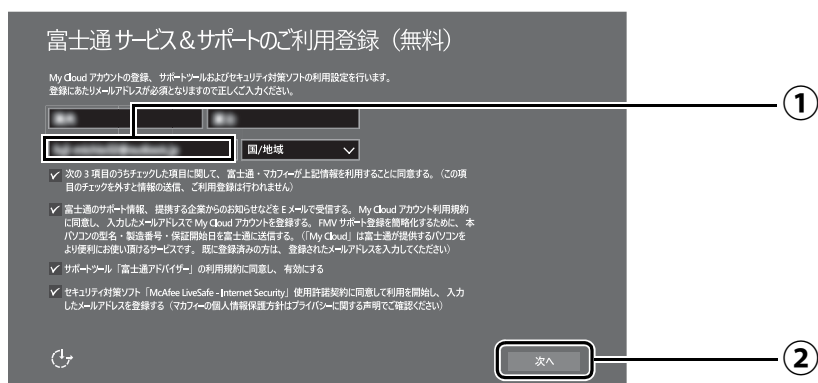 富士通 サービス＆サポートのご利用登録（無料）
My Cloud アカウントの登録、サポートツールおよびセキュリティ対策ソフトの利用設定を行います。
登録にあたりメールアドレスが必須となりますので正しくご入力ください。
①
国/地域
次の 3 項目のうちチェックした項目に関して、富士通・マカフィーが上記情報を利用することに同意する。（この項
目のチェックを外すと情報の送信、ご利用登録は行われません）
富士通のサポート情報、提携する企業からのお知らせなどを E メールで受信する。My Cloud アカウント利用規約
に同意し、入力したメールアドレスで My Cloud アカウントを登録する。FMV サポート登録を簡略化するために、本
パソコンの型名・製造番号・保証開始日を富士通に送信する。（「My Cloud」は富士通が提供するパソコンを
より便利にお使い頂けるサービスです。既に登録済みの方は、登録されたメールアドレスを入力してください）
サポートツール「富士通アドバイザー」の利用規約に同意し、有効にする
セキュリティ対策ソフト「McAfee LiveSafe - Internet Security」使用許諾契約に同意して利用を開始し、入力
したメールアドレスを登録する（マカフィーの個人情報保護方針はプライバシーに関する声明でご確認ください）
次へ
②